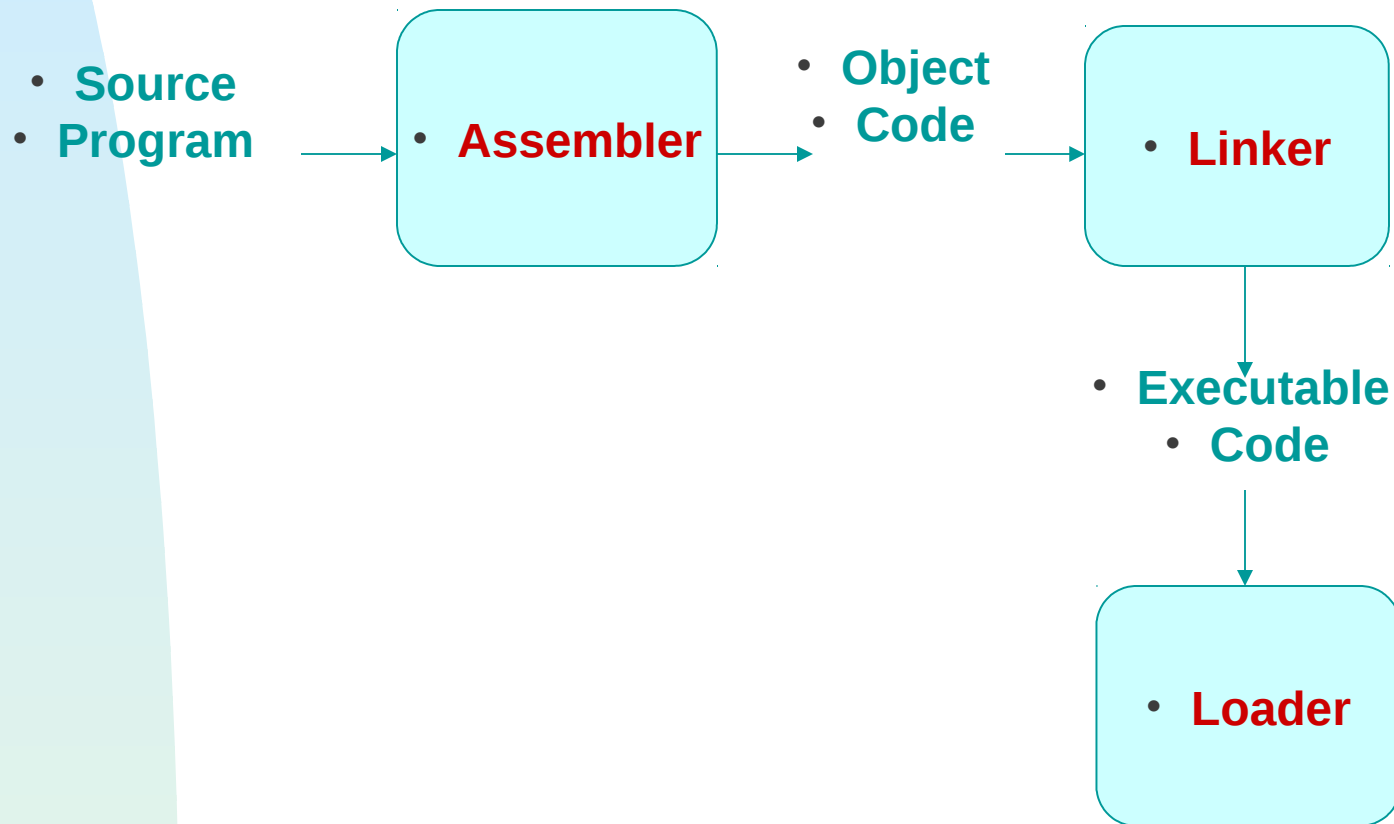 • Source
• Program
• Assembler
• Object
• Code
• Linker
• Executable
• Code
• Loader